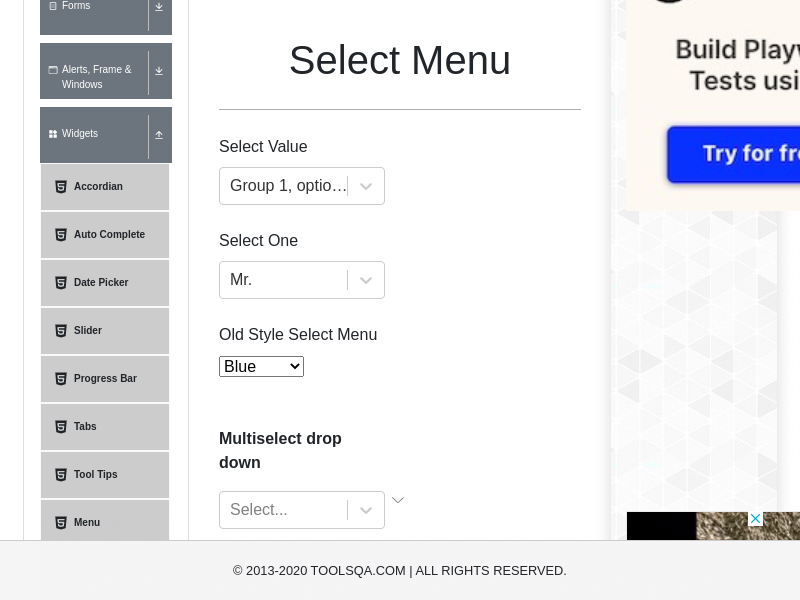 Forms
Alerts, Frame &
Windows
Widgets
Accordian
Auto Complete
Date Picker
Slider
Progress Bar
Tabs
Tool Tips
Menu
Select Menu
Select Value
Group 1, optio...
Select One
Mr.
Old Style Select Menu
Blue
Multiselect drop
down
Select...
Build Playw
Tests usi
Try for fre
© 2013-2020 TOOLSQA.COM | ALL RIGHTS RESERVED.